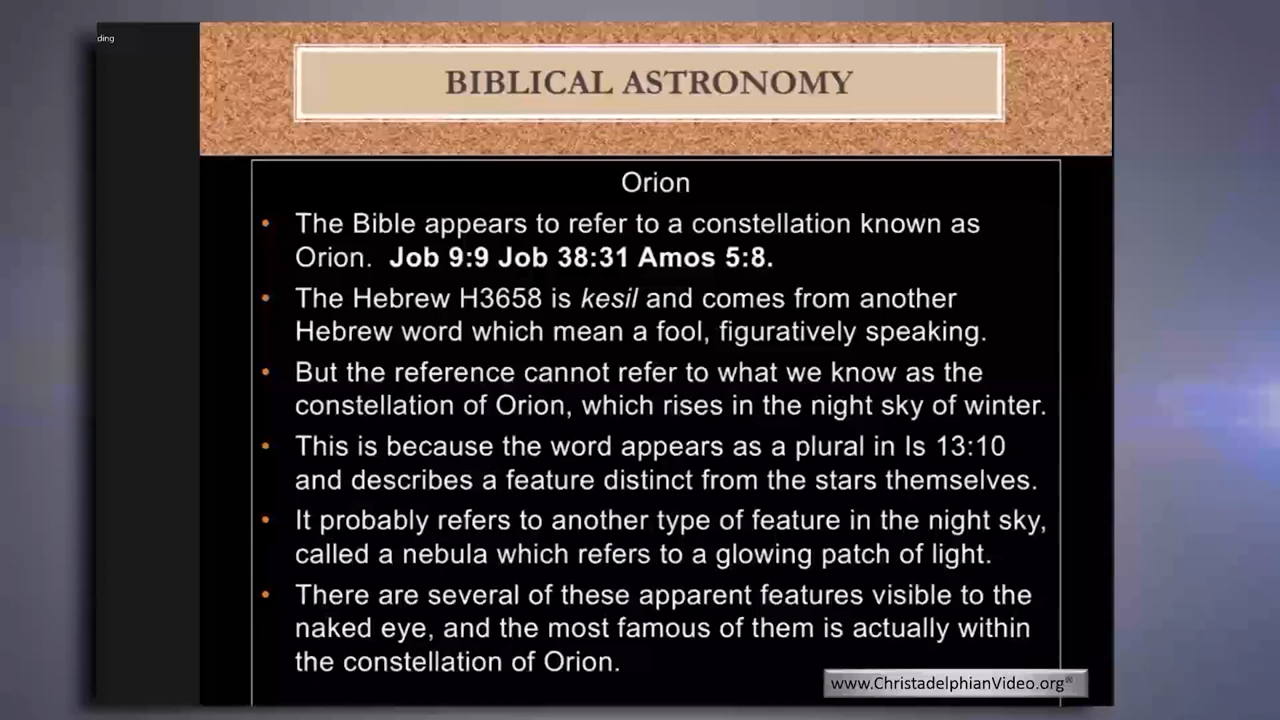 ding
BIBLICAL ASTRONOMY
Orion
• The Bible appears to refer to a constellation known as
Orion. Job 9:9 Job 38:31 Amos 5:8.
• The Hebrew H3658 is kesil and comes from another
Hebrew word which mean a fool, figuratively speaking.
• But the reference cannot refer to what we know as the
constellation of Orion, which rises in the night sky of winter.
• This is because the word appears as a plural in Is 13:10
and describes a feature distinct from the stars themselves.
• It probably refers to another type of feature in the night sky,
called a nebula which refers to a glowing patch of light.
• There are several of these apparent features visible to the
naked eye, and the most famous of them is actually within
the constellation of Orion.
www.ChristadelphianVideo.org®